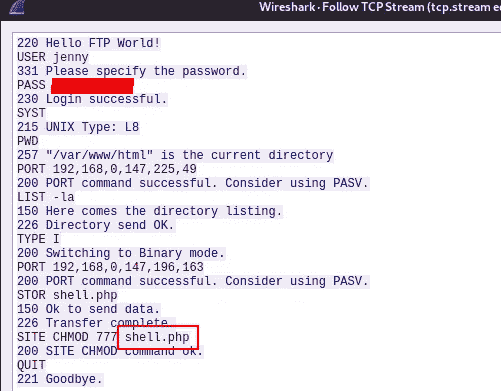 Wireshark · Follow TCP Stream (tcp.stream e
220 Hello FTP World!
USER jenny
331 Please specify the password.
PASS
230 Login successful.
SYST
215 UNIX Type: L8
PWD
257 "/var/www/html" is the current directory
PORT 192,168,0,147,225,49
200 PORT command successful. Consider using PASV.
LIST -la
150 Here comes the directory listing.
226 Directory send OK.
TYPE I
200 Switching to Binary mode.
PORT 192,168,0,147,196,163
200 PORT command successful. Consider using PASV.
STOR shell.php
150 Ok to send data.
226 Transfer complete.
SITE CHMOD 777 shell.php
200 SITE CHMOD command ok.
QUIT
221 Goodbye.